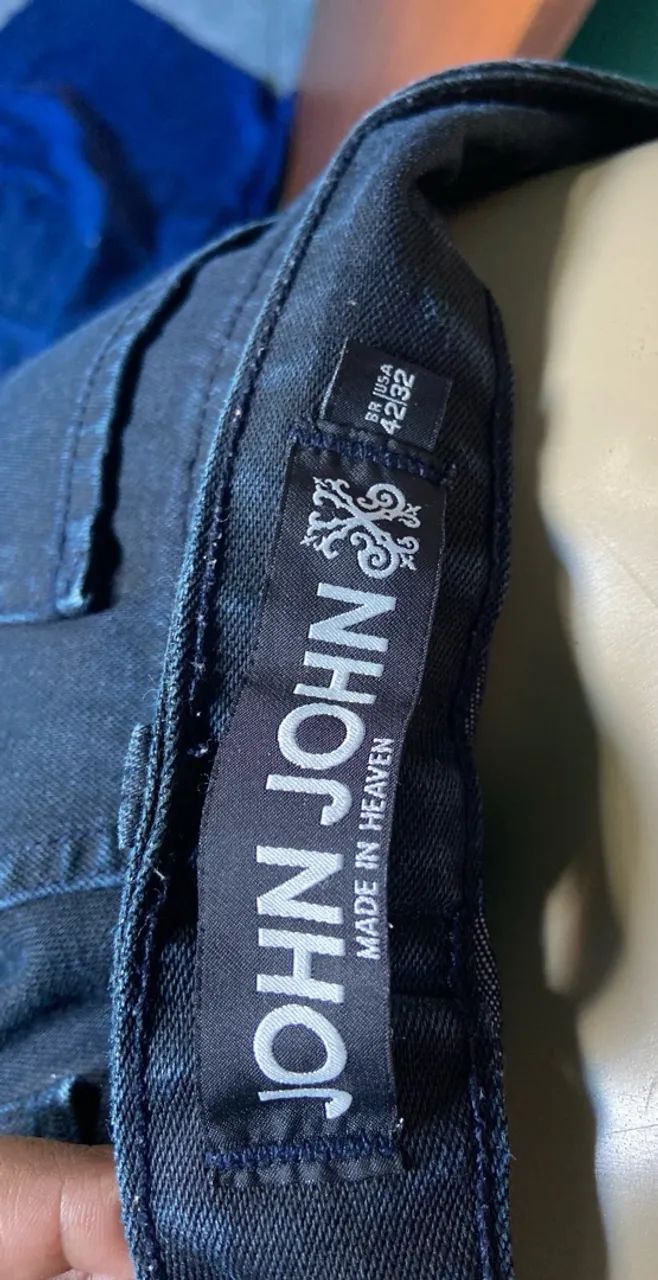 BR | USA
42|32
JOHN JOHN
MADE IN HEAVEN